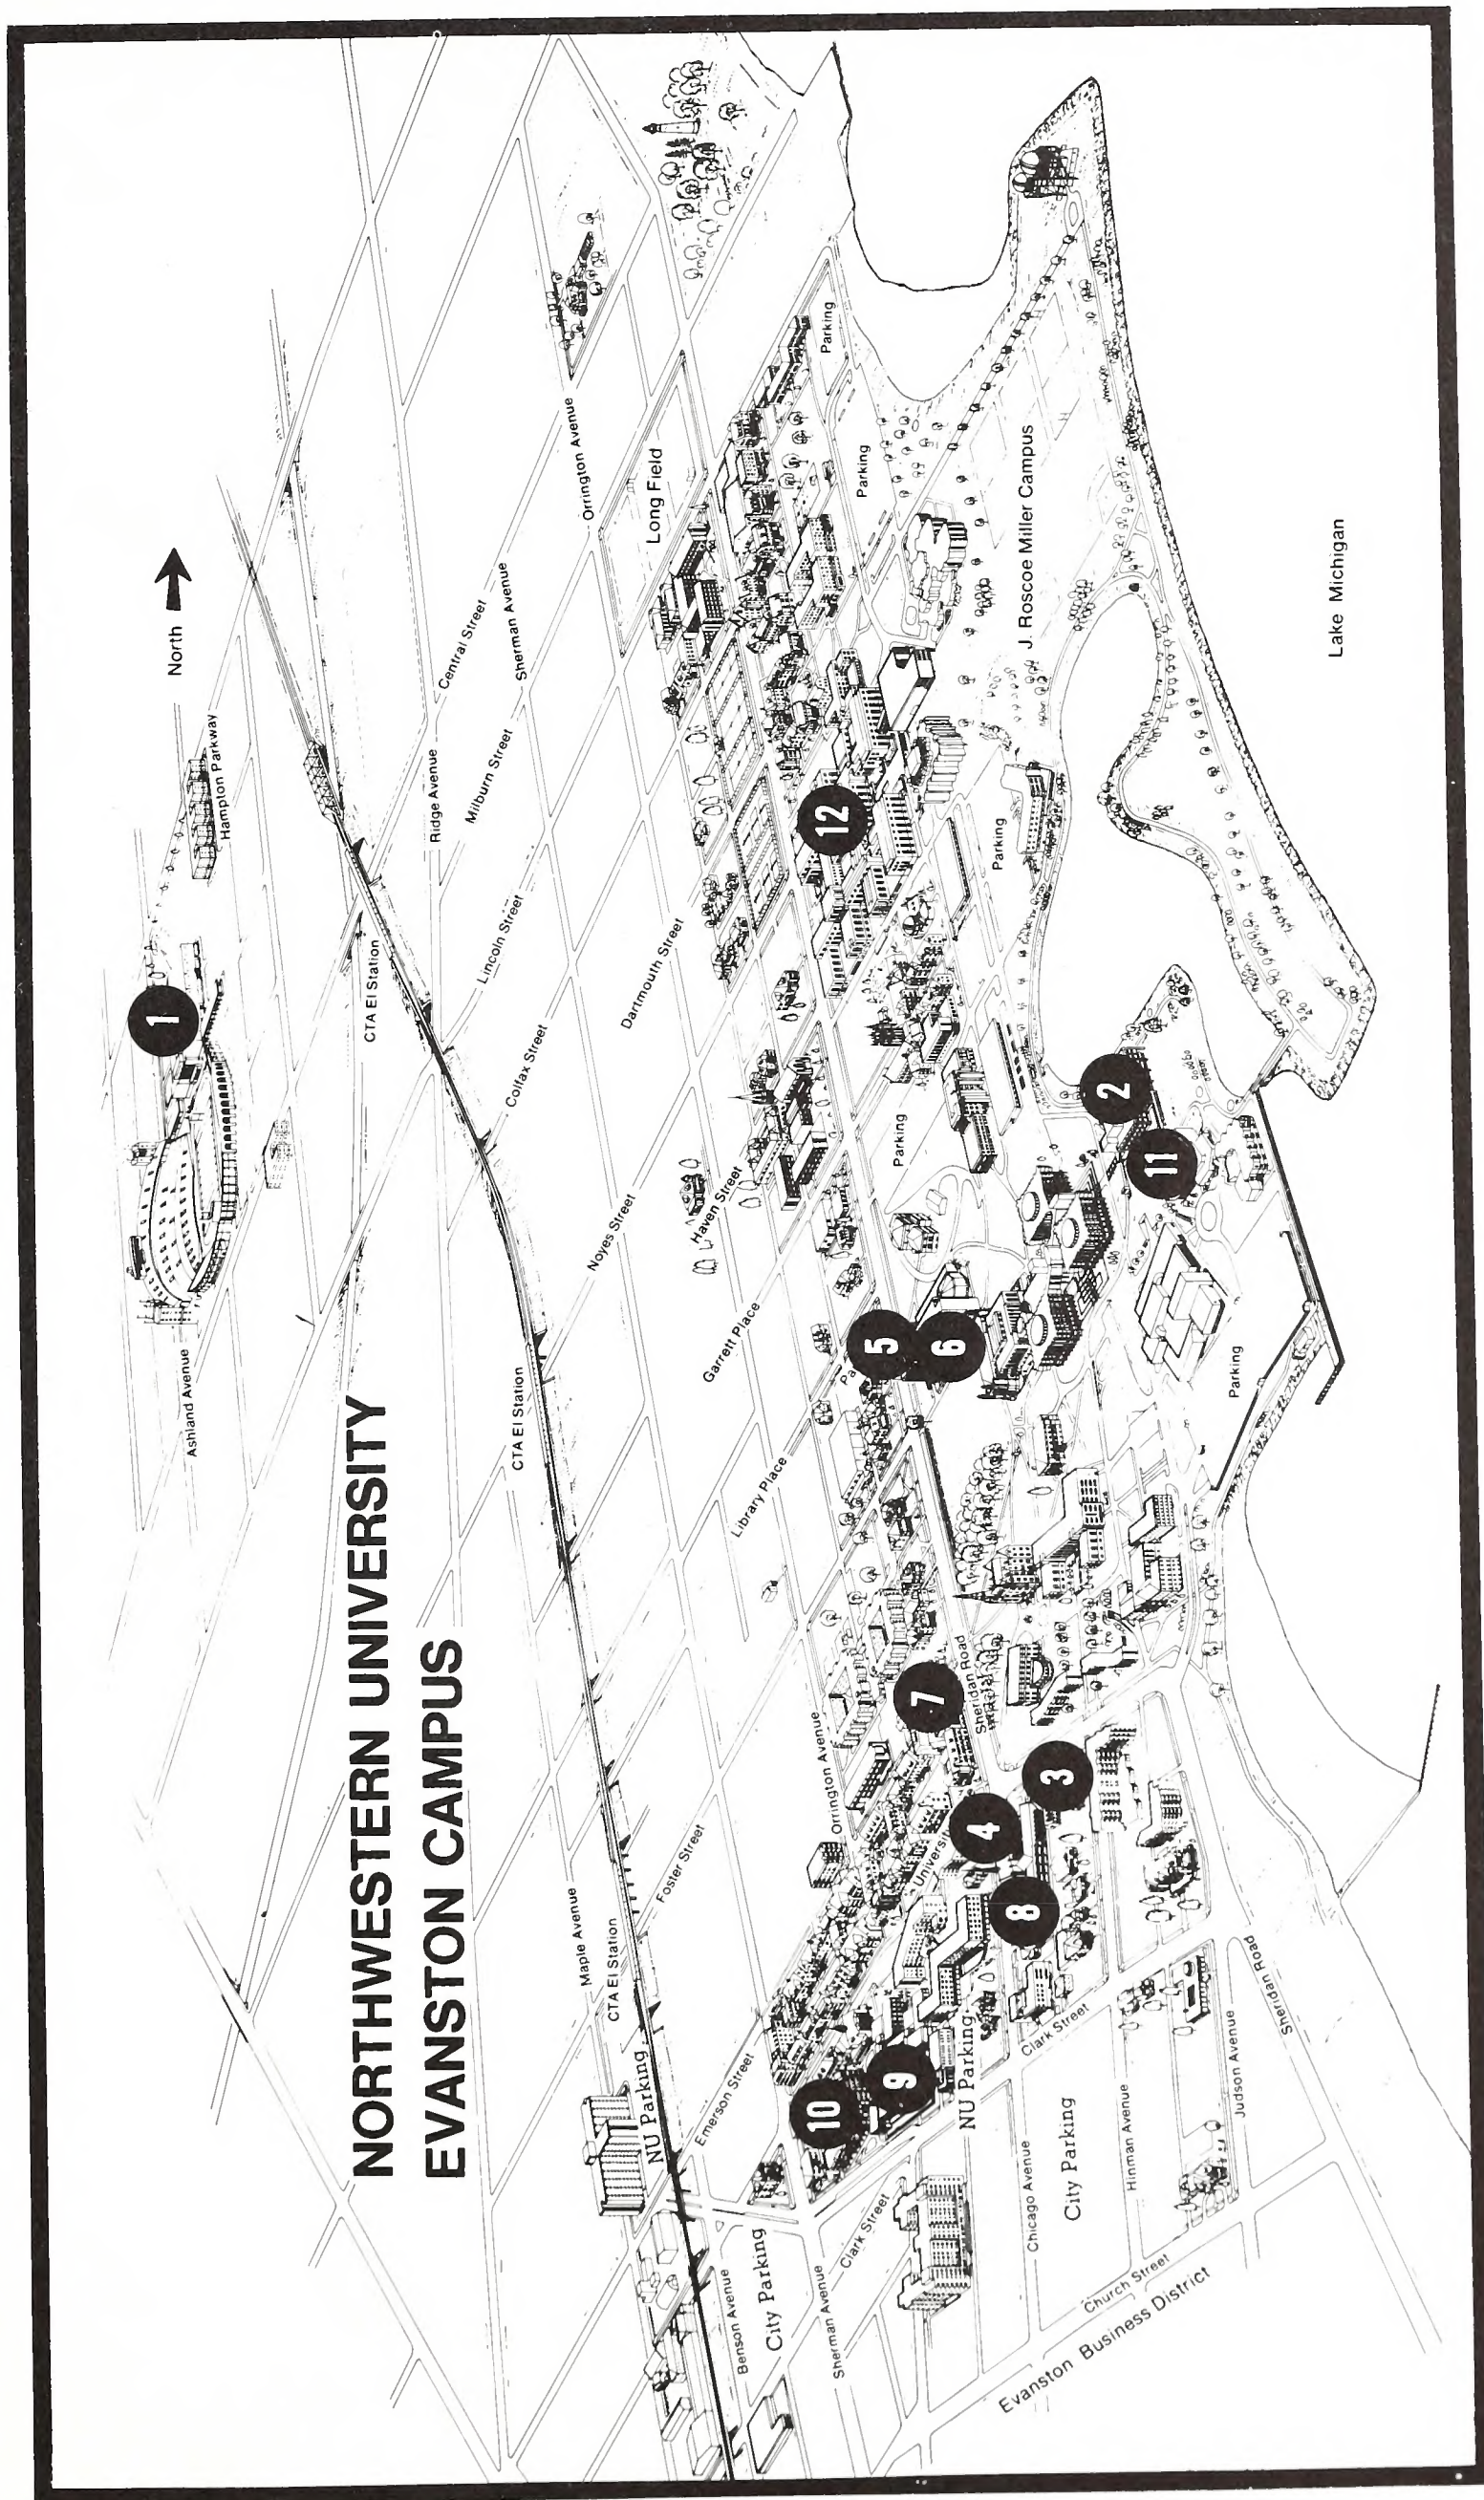 NORTHWESTERN UNIVERSITY
EVANSTON CAMPUS
North
Hampton Parkway
1
Ashland Avenue
CTA El Station
Ridge Avenue
Central Street
Milburn Street
Sherman Avenue
Lincoln Street
Colfax Street
Orrington Avenue
Long Field
Dartmouth Street
Noyes Street
Haven Street
Garrett Place
Library Place
CTA El Station
Foster Street
Maple Avenue
CTA El Station
NU Parking
Emerson Street
Orrington Avenue
Parking
Parking
J. Roscoe Miller Campus
Lake Michigan
12
Parking
Parking
2
11
5
6
Parking
7
Sheridan Road
3
4
8
9
10
NU Parking
Clark Street
Clark Street
Benson Avenue
City Parking
Sherman Avenue
Chicago Avenue
City Parking
Hinman Avenue
Judson Avenue
Sheridan Road
Church Street
Evanston Business District